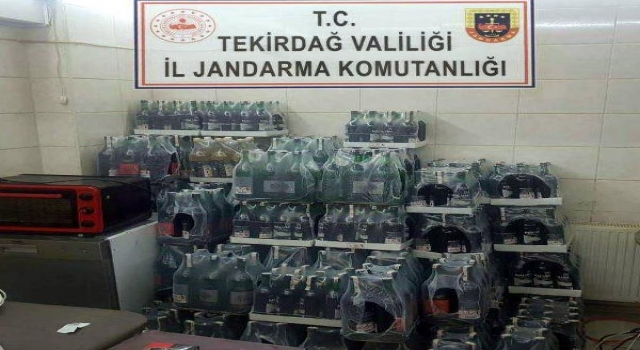 T.C.
TEKİRDAĞ VALİLİĞİ
İL JANDARMA KOMUTANLIĞI